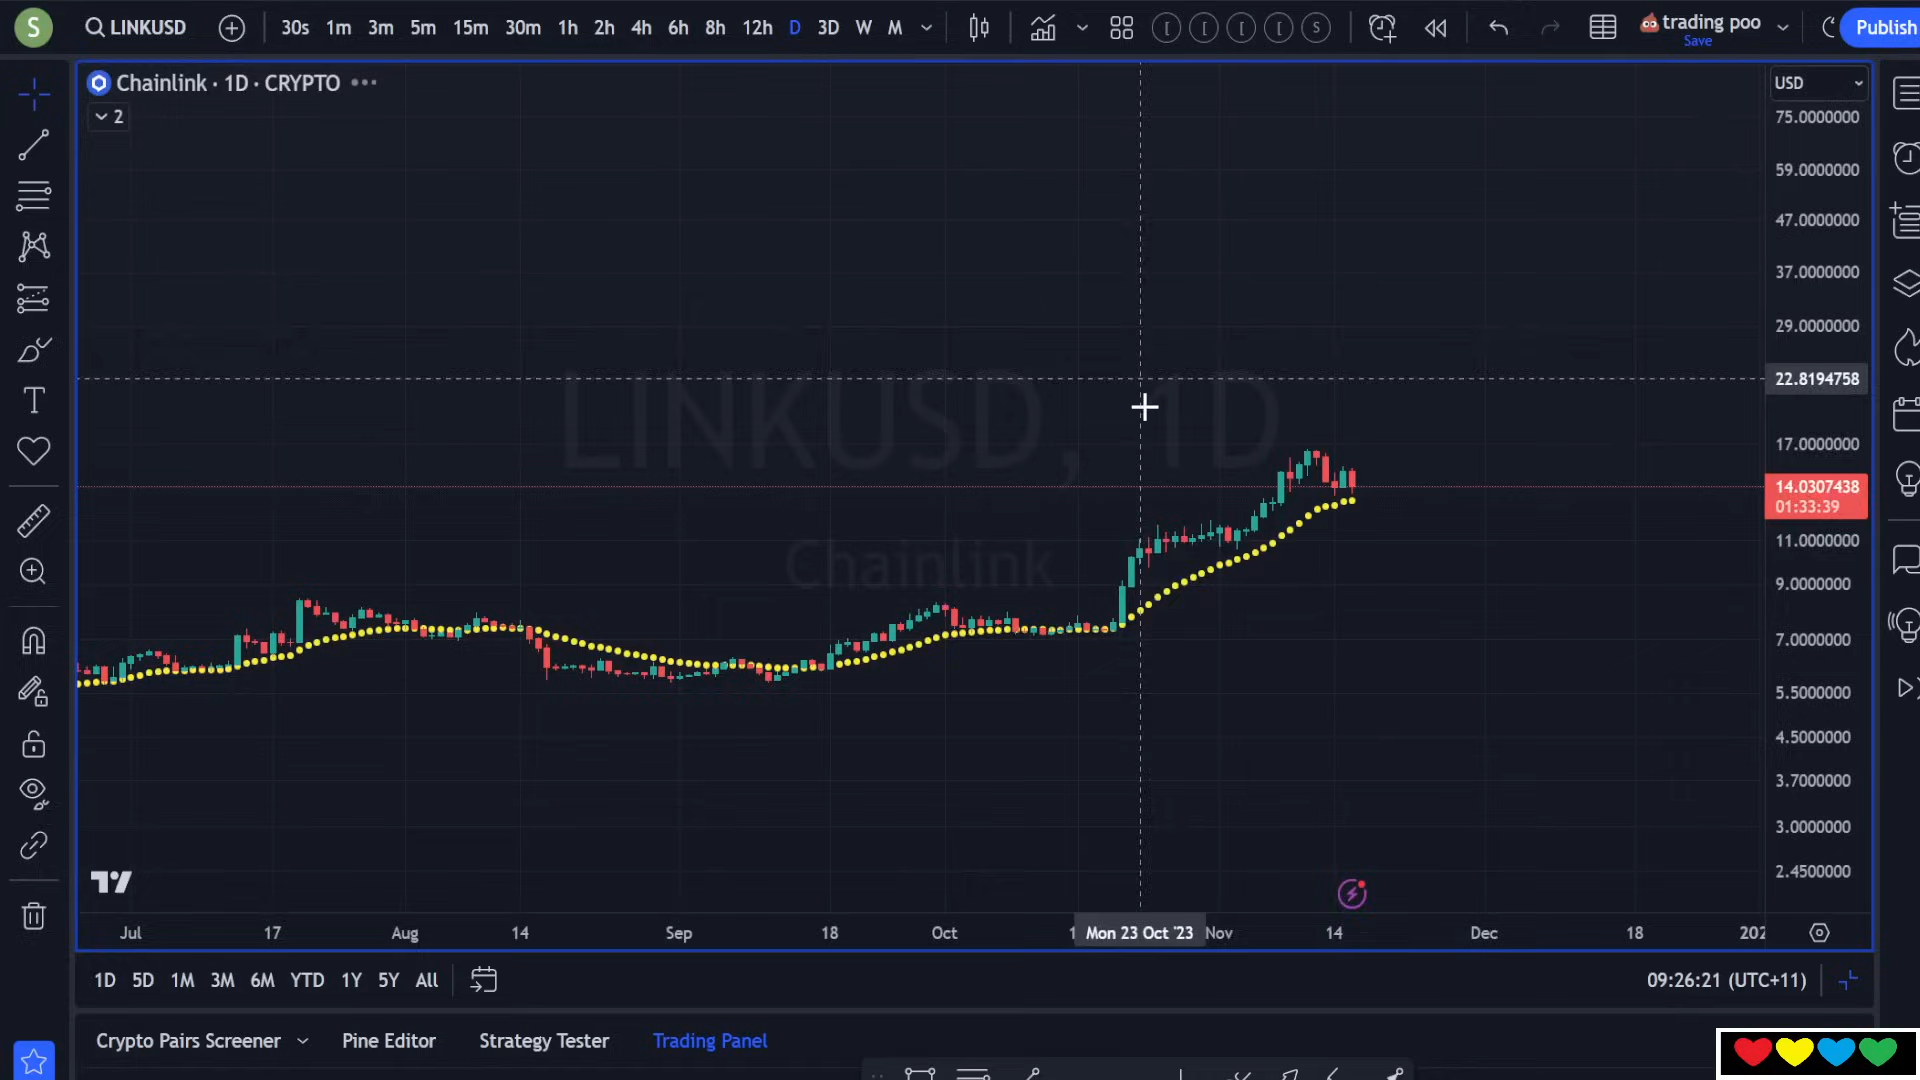 S LINKUSD 30s 1m 3m 5m 15m 30m 1h 2h 4h 6h 8h 12h D 3D W M [ [ [ [ S trading poo Publish
Save
Chainlink · 1D · CRYPTO USD
2
75.0000000
59.0000000
47.0000000
37.0000000
29.0000000
22.8194758
LINKUSD, 1D
17.0000000
14.0307438
01:33:39
11.0000000
Chainlink
9.0000000
7.0000000
5.5000000
4.5000000
3.7000000
3.0000000
2.4500000
Jul 17 Aug 14 Sep 18 Oct 1 Mon 23 Oct '23 Nov 14 Dec 18 202
1D 5D 1M 3M 6M YTD 1Y 5Y All 09:26:21 (UTC+11)
Crypto Pairs Screener Pine Editor Strategy Tester Trading Panel